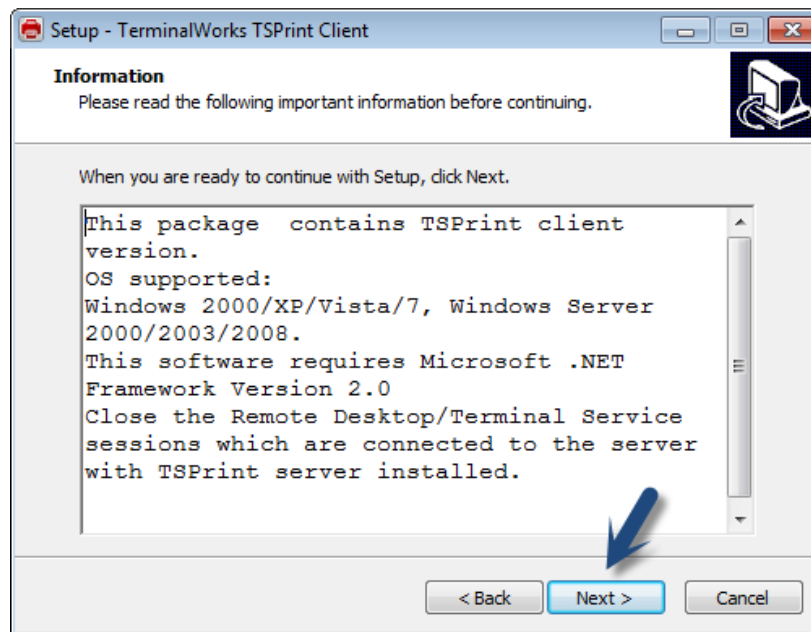 Setup - TerminalWorks TSPrint Client
Information
Please read the following important information before continuing.
When you are ready to continue with Setup, click Next.
This package  contains TSPrint client
version.
OS supported:
Windows 2000/XP/Vista/7, Windows Server
2000/2003/2008.
This software requires Microsoft .NET
Framework Version 2.0
Close the Remote Desktop/Terminal Service
sessions which are connected to the server
with TSPrint server installed.
< Back
Next >
Cancel